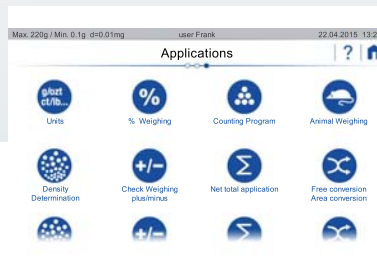 Max. 220g / Min. 0.1g d=0.01mg user Frank 22.04.2015 13:2
Applications ?
g/ozt
ct/lb... % +/- Σ
Units % Weighing Counting Program Animal Weighing
+/- Σ
Density Check Weighing Net total application Free conversion
Determination plus/minus Area conversion
+/- Σ